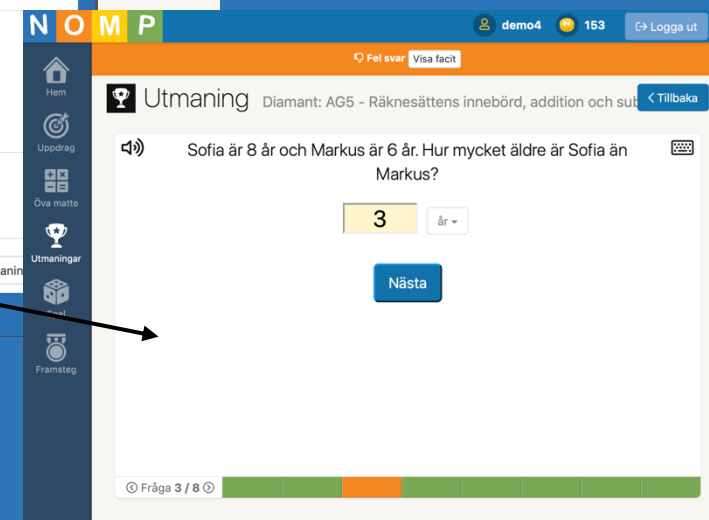 NOMP
demo4
153
Logga ut
Fel svar Visa facit
Hem
Utmaning Diamant: AG5 - Räknesättens innebörd, addition och sub
Tillbaka
Uppdrag
Sofia är 8 år och Markus är 6 år. Hur mycket äldre är Sofia än
Markus?
Öva matte
3 år
Utmaningar
anin
Nästa
Spel
Framsteg
Fråga 3 / 8